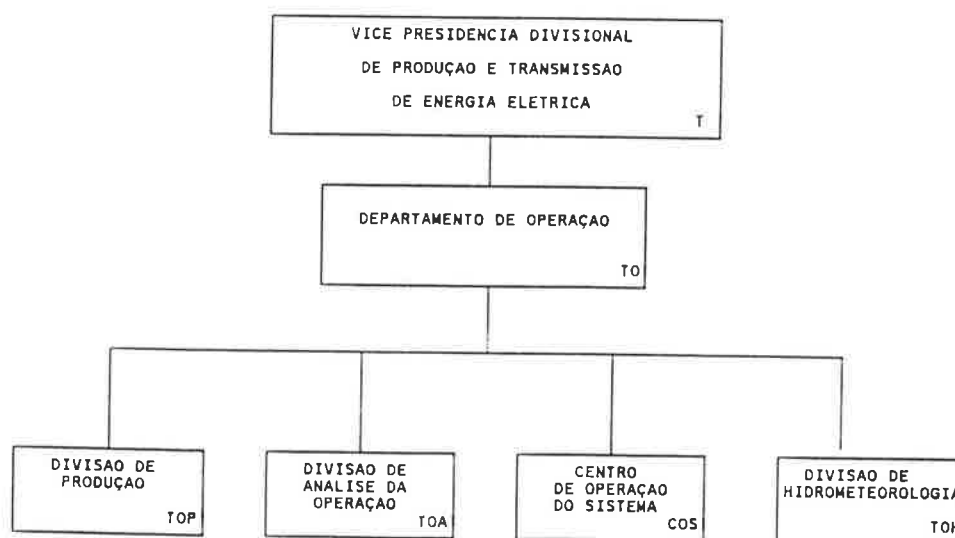 VICE PRESIDENCIA DIVISIONAL
DE PRODUÇAO E TRANSMISSAO
DE ENERGIA ELETRICA
T
DEPARTAMENTO DE OPERAÇAO
TO
DIVISAO DE
PRODUÇAO
TOP
DIVISAO DE
ANALISE DA
OPERAÇAO
TOA
CENTRO
DE OPERAÇAO
DO SISTEMA
COS
DIVISAO DE
HIDROMETEOROLOGIA
TOH